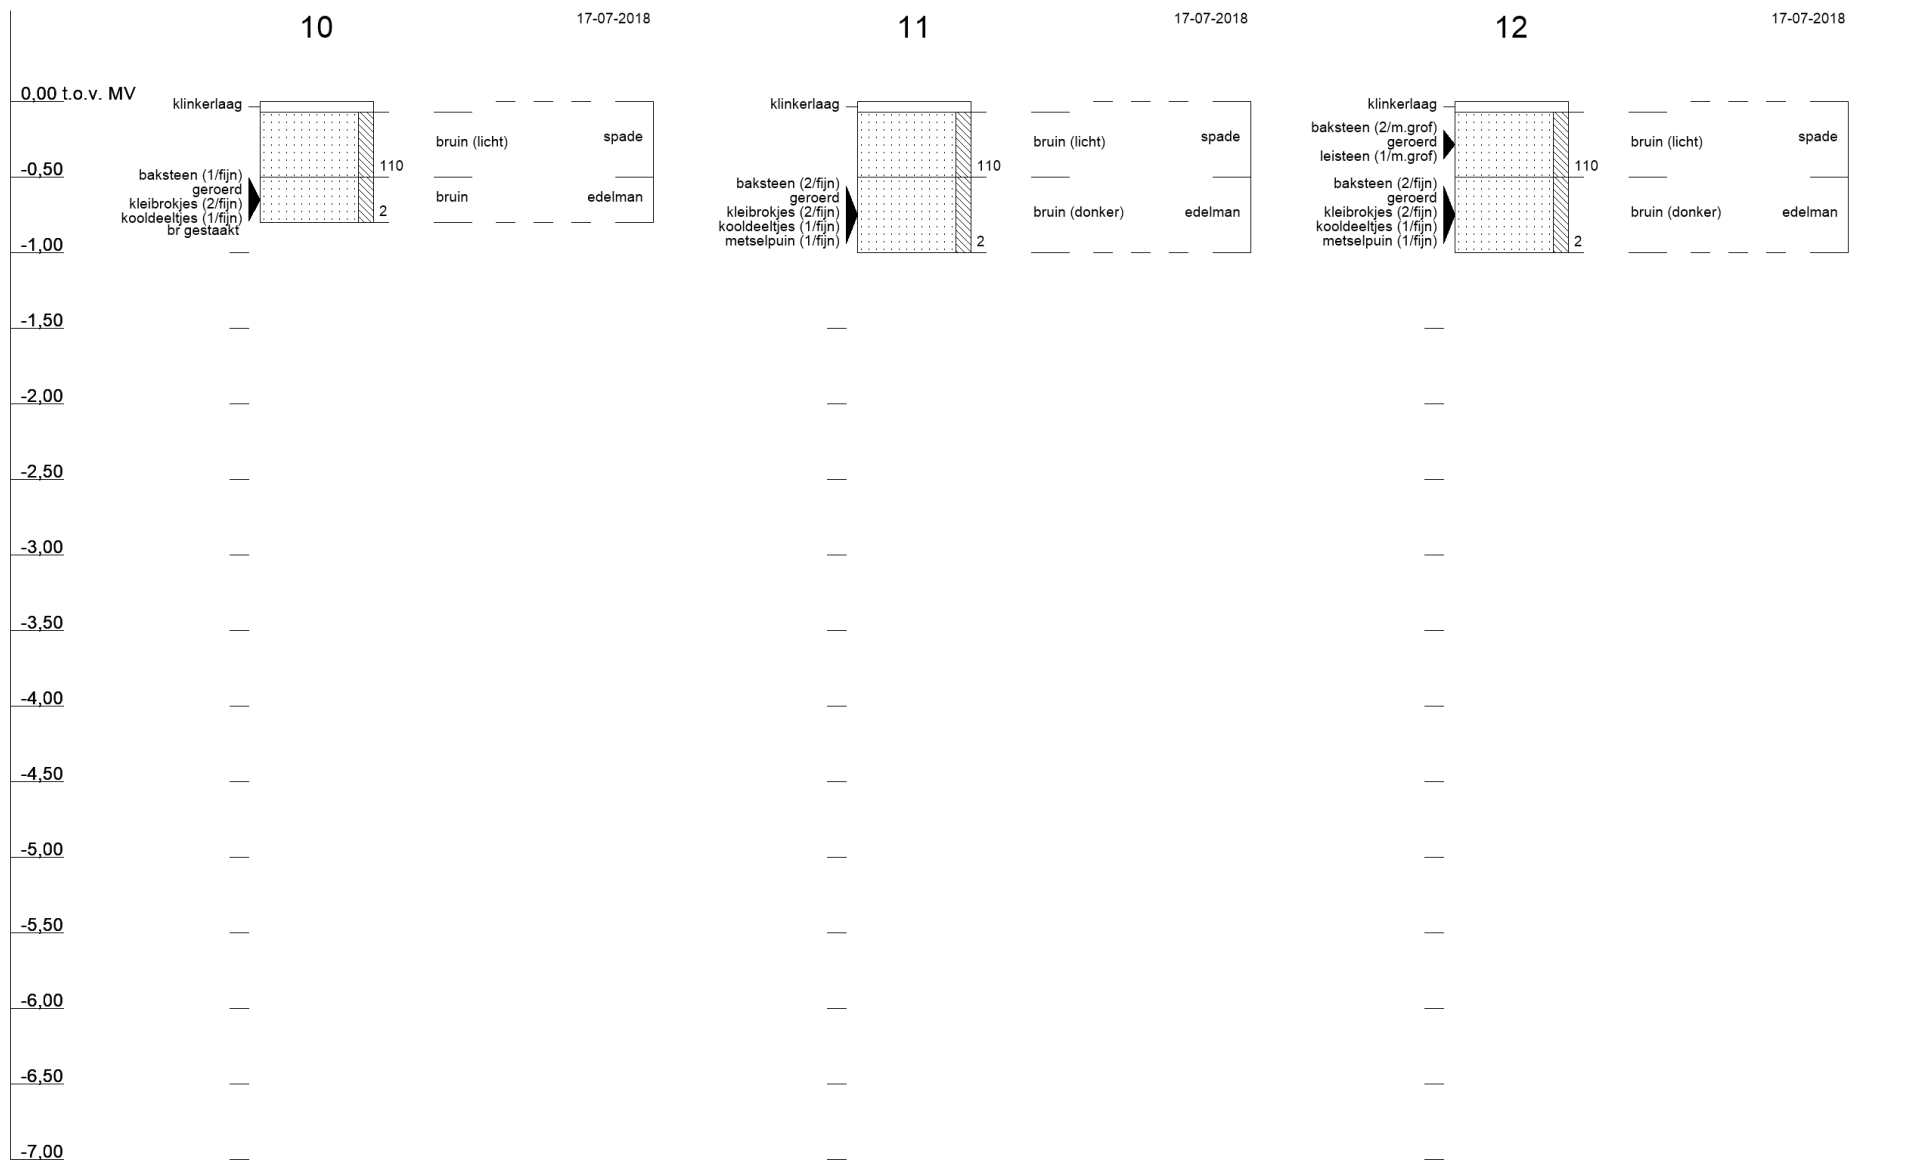 10
17-07-2018
11
17-07-2018
12
17-07-2018
0,00 t.o.v. MV
-0,50
-1,00
-1,50
-2,00
-2,50
-3,00
-3,50
-4,00
-4,50
-5,00
-5,50
-6,00
-6,50
-7,00
klinkerlaag
baksteen (1/fijn)
geroerd
kleibrokjes (2/fijn)
kooldeeltjes (1/fijn)
br gestaakt
110
2
bruin (licht)
spade
bruin
edelman
klinkerlaag
baksteen (2/fijn)
geroerd
kleibrokjes (2/fijn)
kooldeeltjes (1/fijn)
metselpuin (1/fijn)
110
2
bruin (licht)
spade
bruin (donker)
edelman
klinkerlaag
baksteen (2/m.grof)
geroerd
leisteen (1/m.grof)
baksteen (2/fijn)
geroerd
kleibrokjes (2/fijn)
kooldeeltjes (1/fijn)
metselpuin (1/fijn)
110
2
bruin (licht)
spade
bruin (donker)
edelman